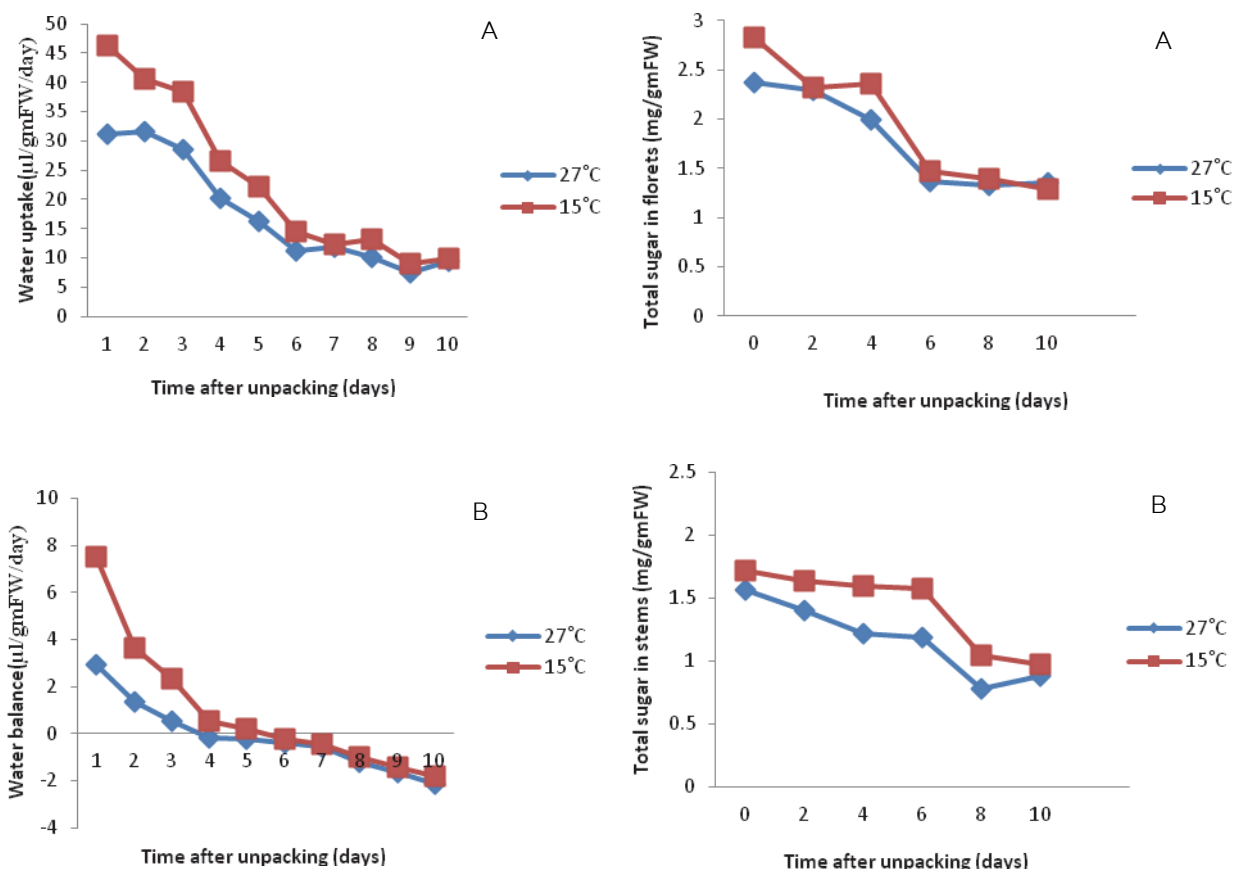 A
Water uptake[µl/gmFW/day)
50
45
40
35
30
25
20
15
10
5
0
1 2 3 4 5 6 7 8 9 10
Time after unpacking (days)
27°C
15°C
A
Total sugar in florets (mg/gmFW)
3
2.5
2
1.5
1
0.5
0
0 2 4 6 8 10
Time after unpacking (days)
27°C
15°C
B
Water balance[µl/gmFW/day)
10
8
6
4
2
0
-2
-4
1 2 3 4 5 6 7 8 9 10
Time after unpacking (days)
27°C
15°C
B
Total sugar in stems (mg/gmFW)
2.5
2
1.5
1
0.5
0
0 2 4 6 8 10
Time after unpacking (days)
27°C
15°C